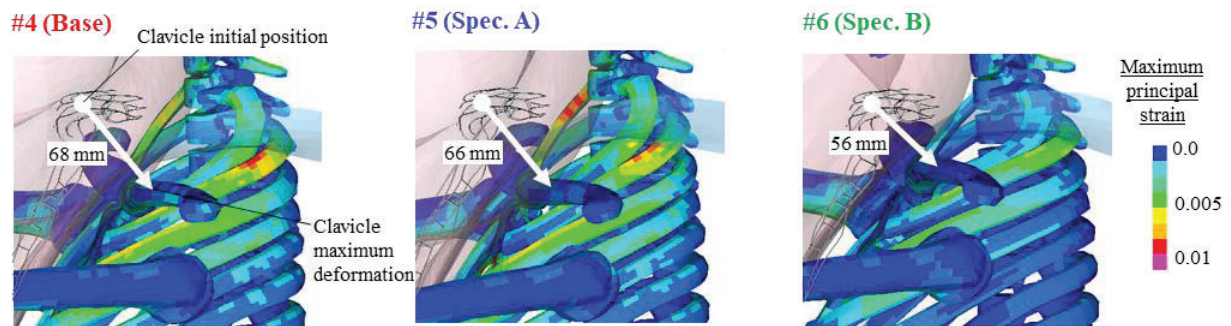 #4 (Base)
Clavicle initial position
68 mm
Clavicle
maximum
deformation
#5 (Spec. A)
66 mm
#6 (Spec. B)
56 mm
Maximum
principal
strain
0.0
0.005
0.01